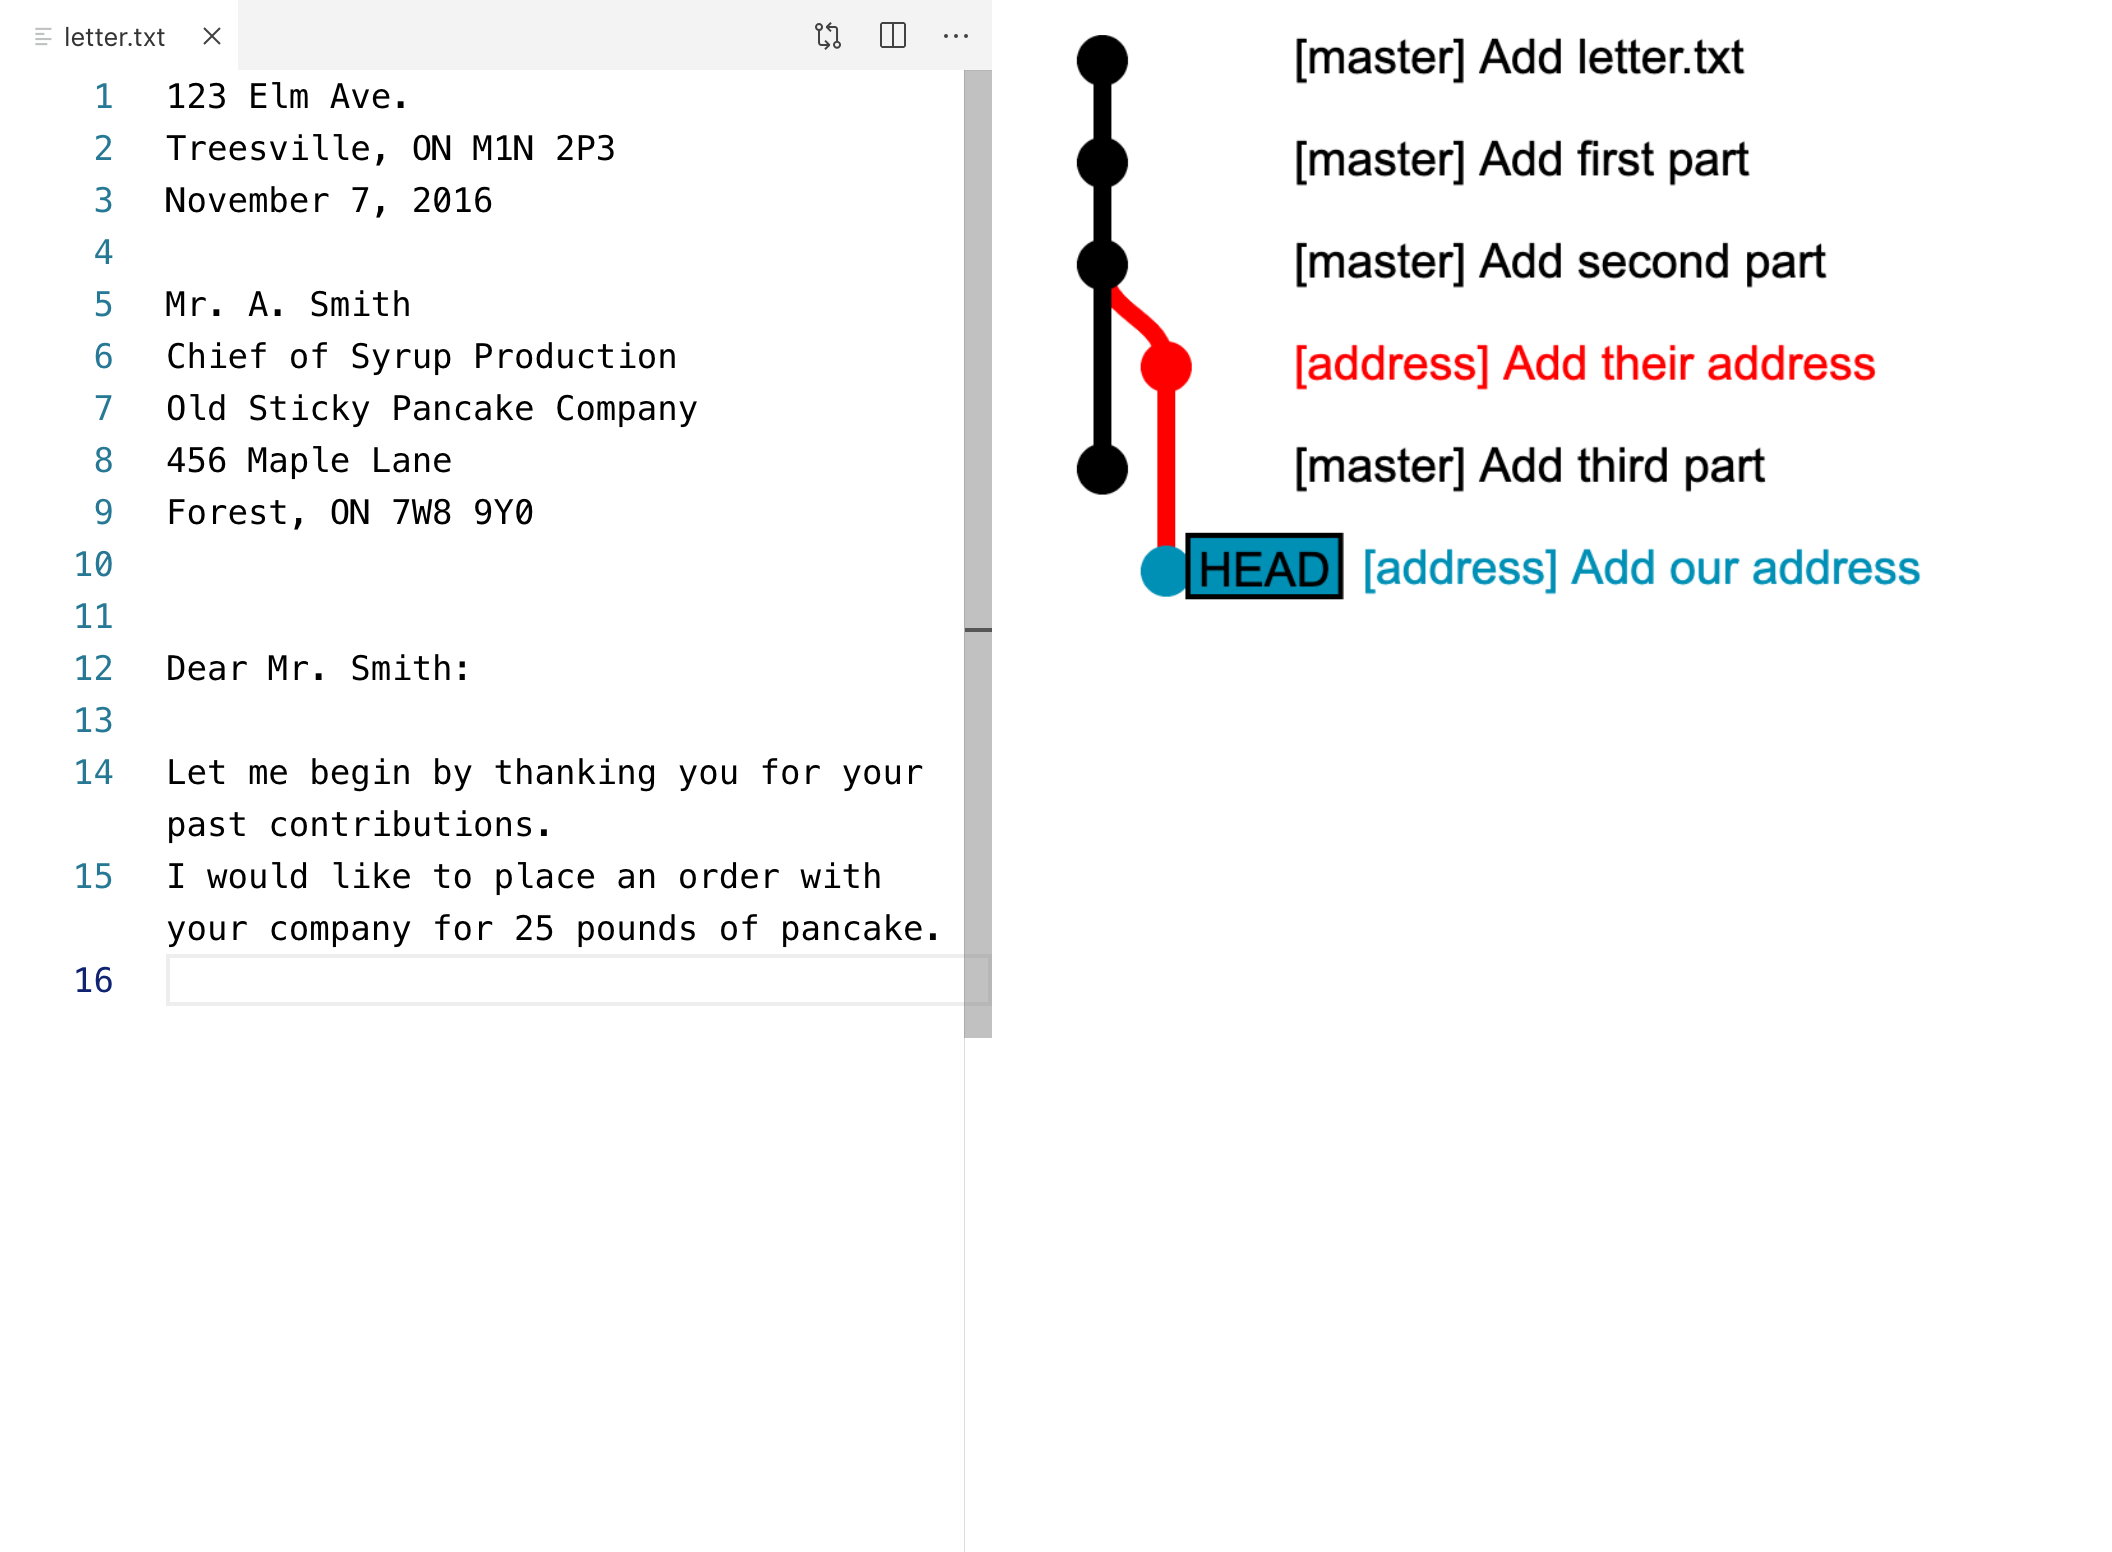 letter.txt
1 123 Elm Ave.
2 Treesville, ON M1N 2P3
3 November 7, 2016
4
5 Mr. A. Smith
6 Chief of Syrup Production
7 Old Sticky Pancake Company
8 456 Maple Lane
9 Forest, ON 7W8 9Y0
10
11
12 Dear Mr. Smith:
13
14 Let me begin by thanking you for your
past contributions.
15 I would like to place an order with
your company for 25 pounds of pancake.
16
[master] Add letter.txt
[master] Add first part
[master] Add second part
[address] Add their address
[master] Add third part
HEAD [address] Add our address